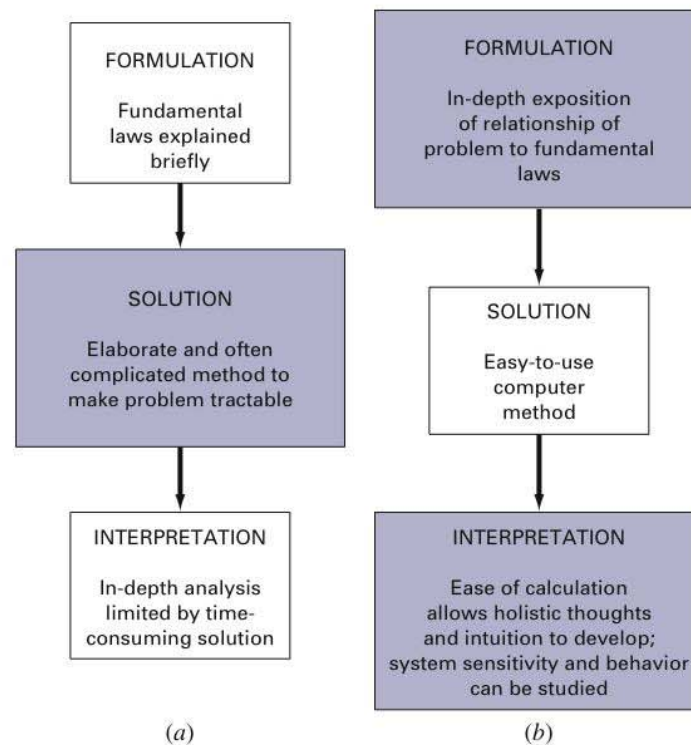 FORMULATION
Fundamental
laws explained
briefly
SOLUTION
Elaborate and often
complicated method to
make problem tractable
INTERPRETATION
In-depth analysis
limited by time-
consuming solution
(a)
FORMULATION
In-depth exposition
of relationship of
problem to fundamental
laws
SOLUTION
Easy-to-use
computer
method
INTERPRETATION
Ease of calculation
allows holistic thoughts
and intuition to develop;
system sensitivity and behavior
can be studied
(b)